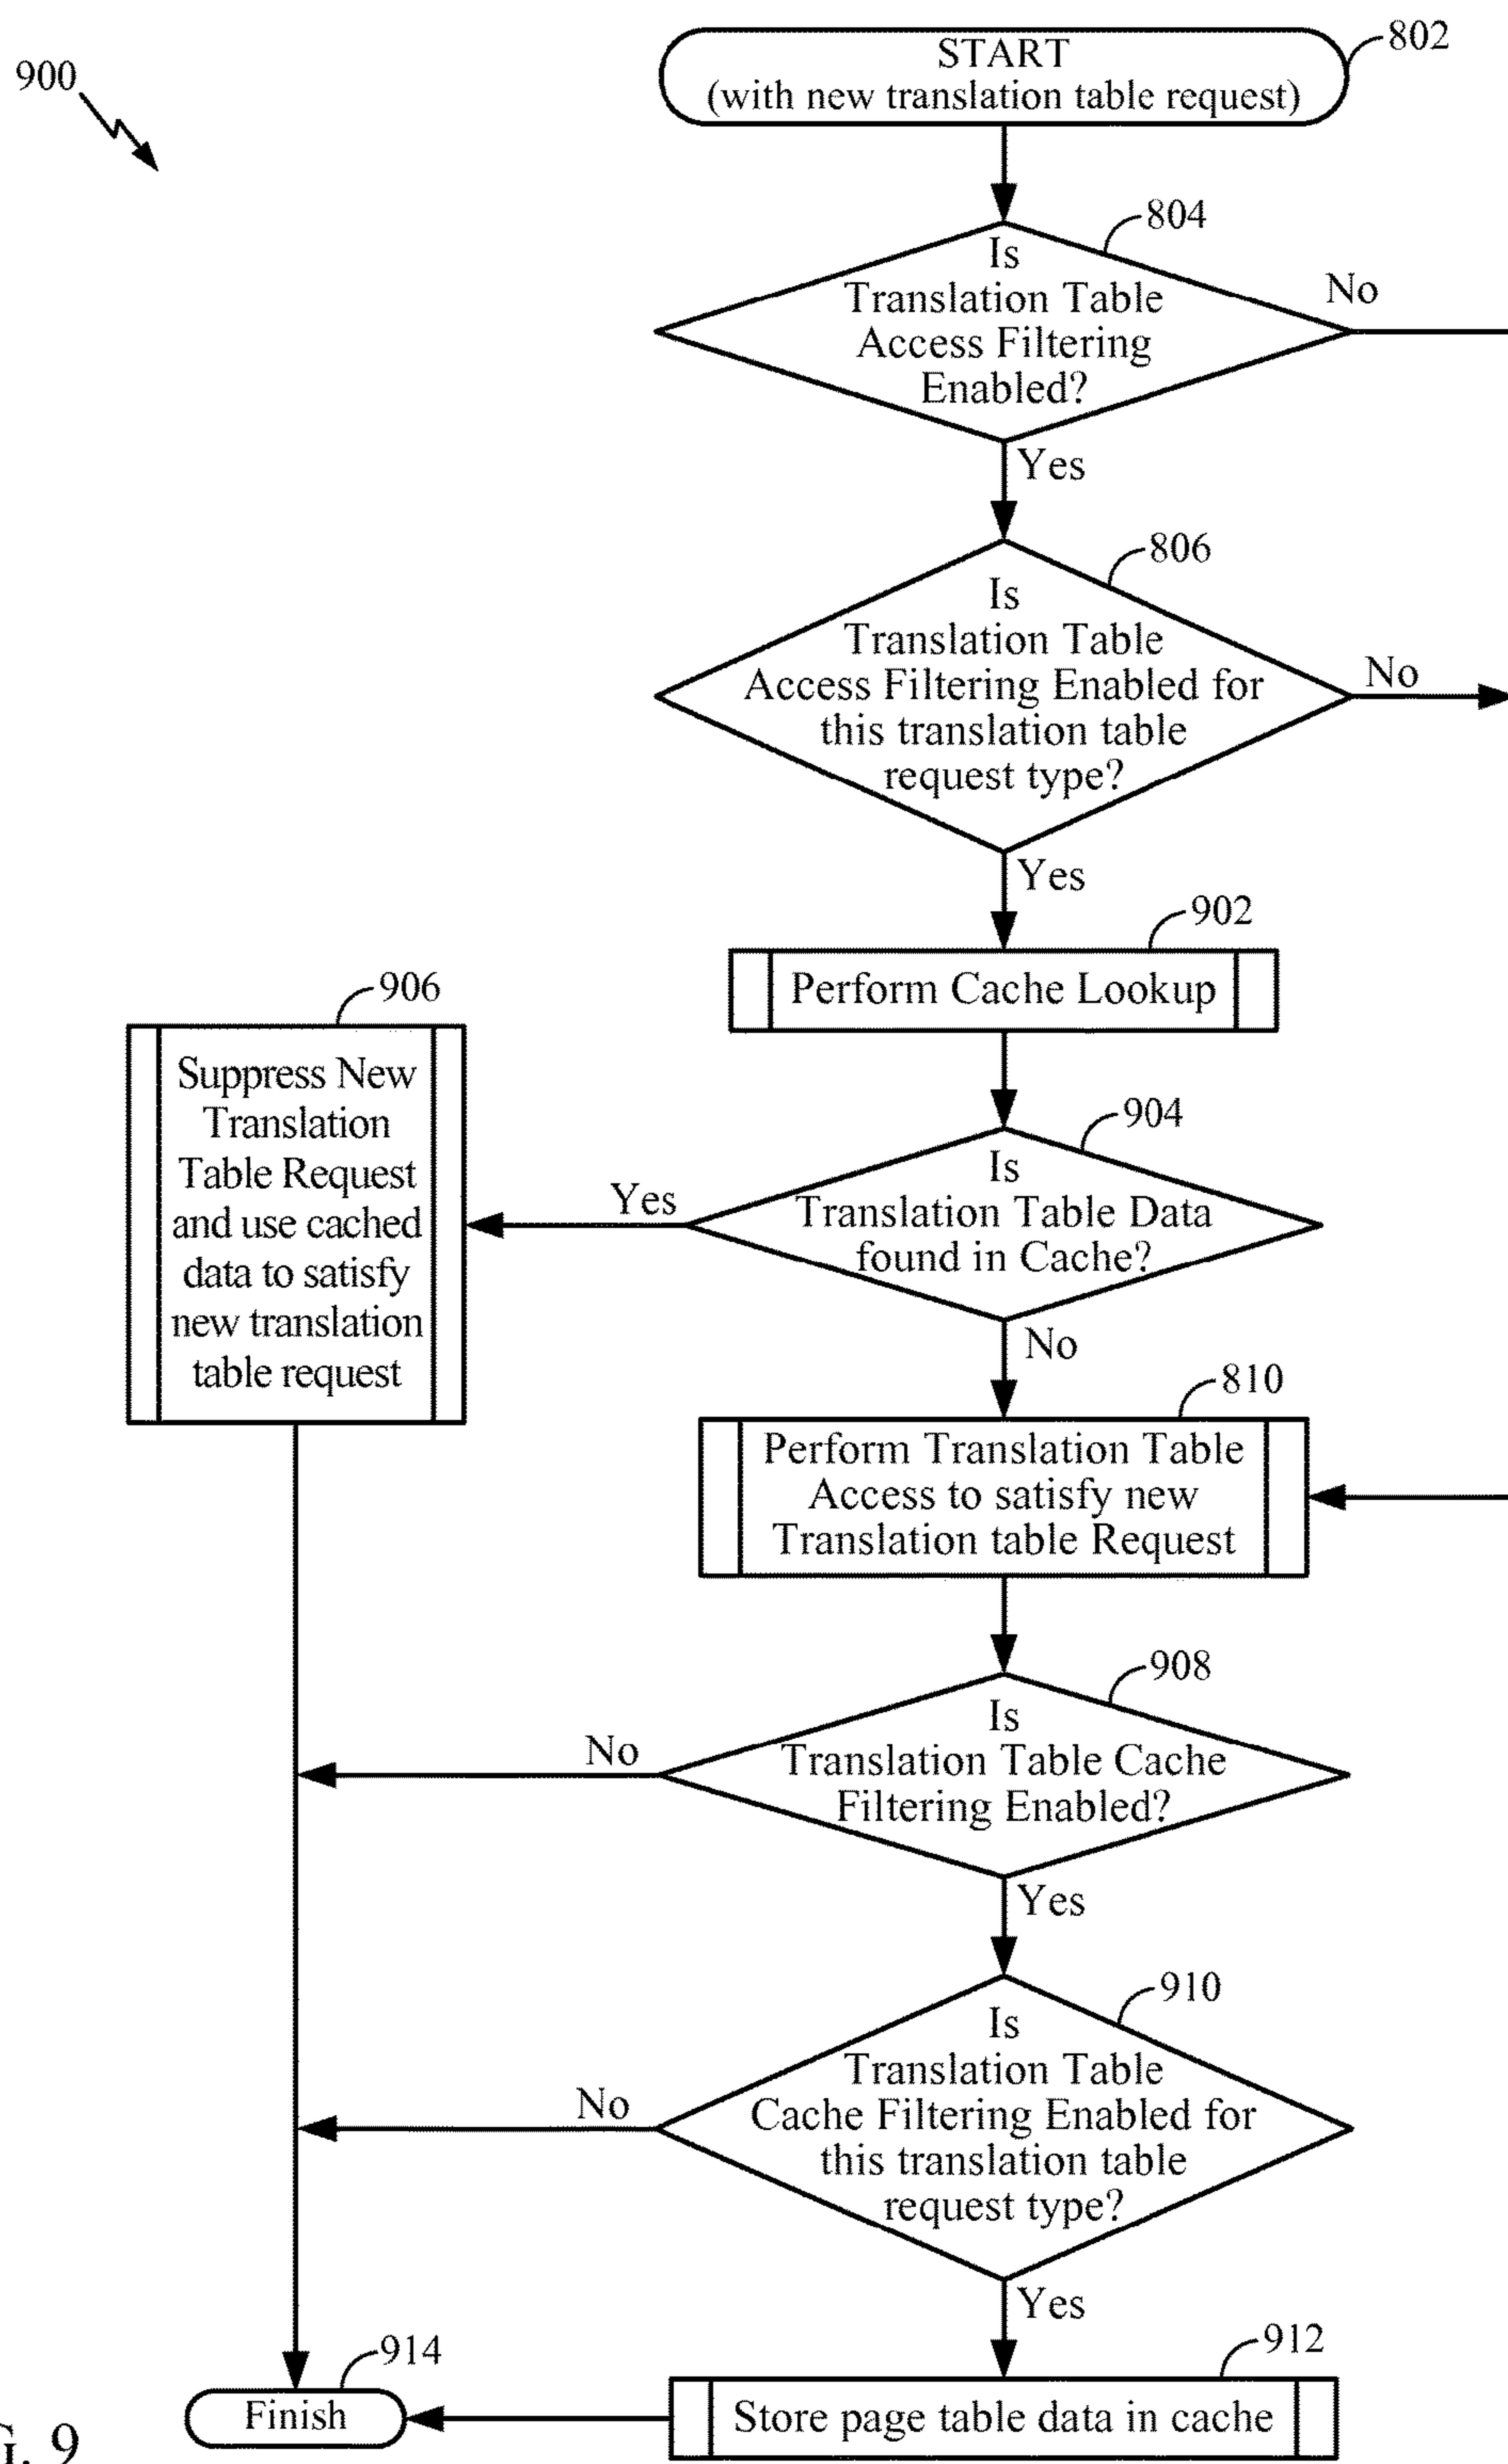 900
START
(with new translation table request)
802
804
Is
Translation Table
Access Filtering
Enabled?
No
Yes
806
Is
Translation Table
Access Filtering Enabled for
this translation table
request type?
No
Yes
902
Perform Cache Lookup
906
Suppress New
Translation
Table Request
and use cached
data to satisfy
new translation
table request
904
Is
Translation Table Data
found in Cache?
Yes
No
810
Perform Translation Table
Access to satisfy new
Translation table Request
908
Is
Translation Table Cache
Filtering Enabled?
No
Yes
910
Is
Translation Table
Cache Filtering Enabled for
this translation table
request type?
No
Yes
912
Store page table data in cache
914
Finish
9